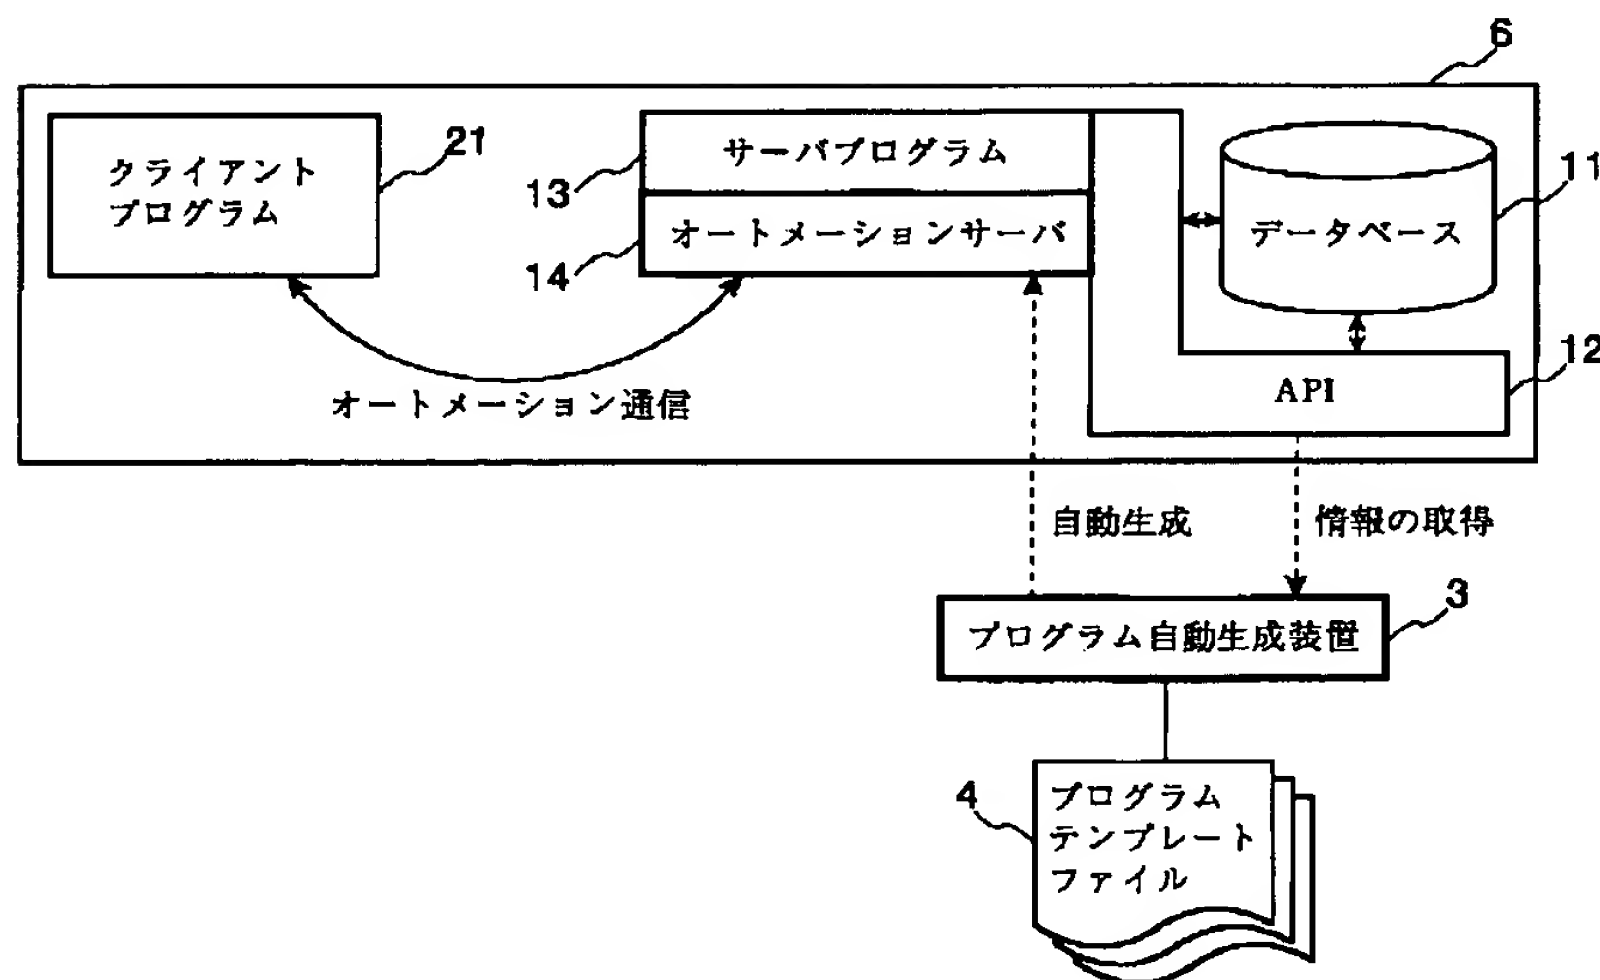 6
クライアント
プログラム
21
サーバプログラム
13
オートメーションサーバ
14
データベース
11
API
12
オートメーション通信
自動生成
情報の取得
プログラム自動生成装置
3
プログラム
テンプレート
ファイル
4